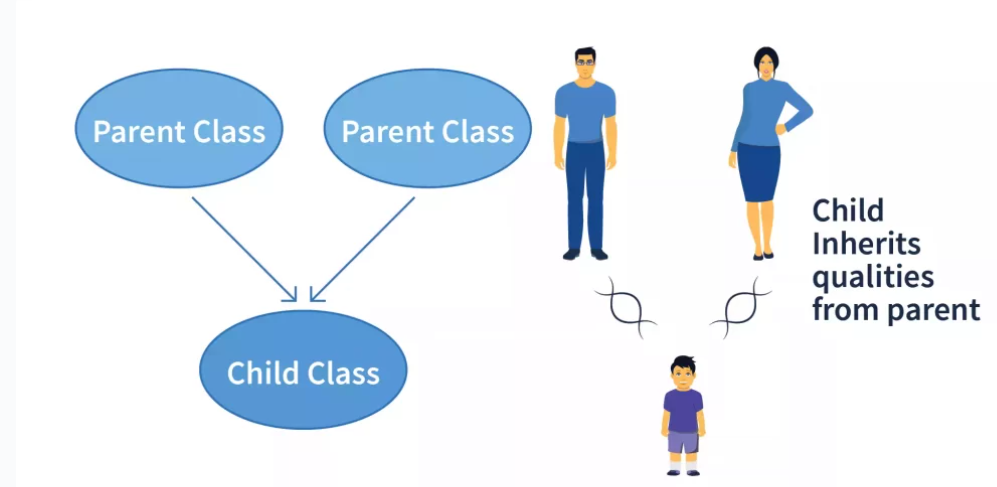 Parent Class
Parent Class
Child Class
Child
Inherits
qualities
from parent